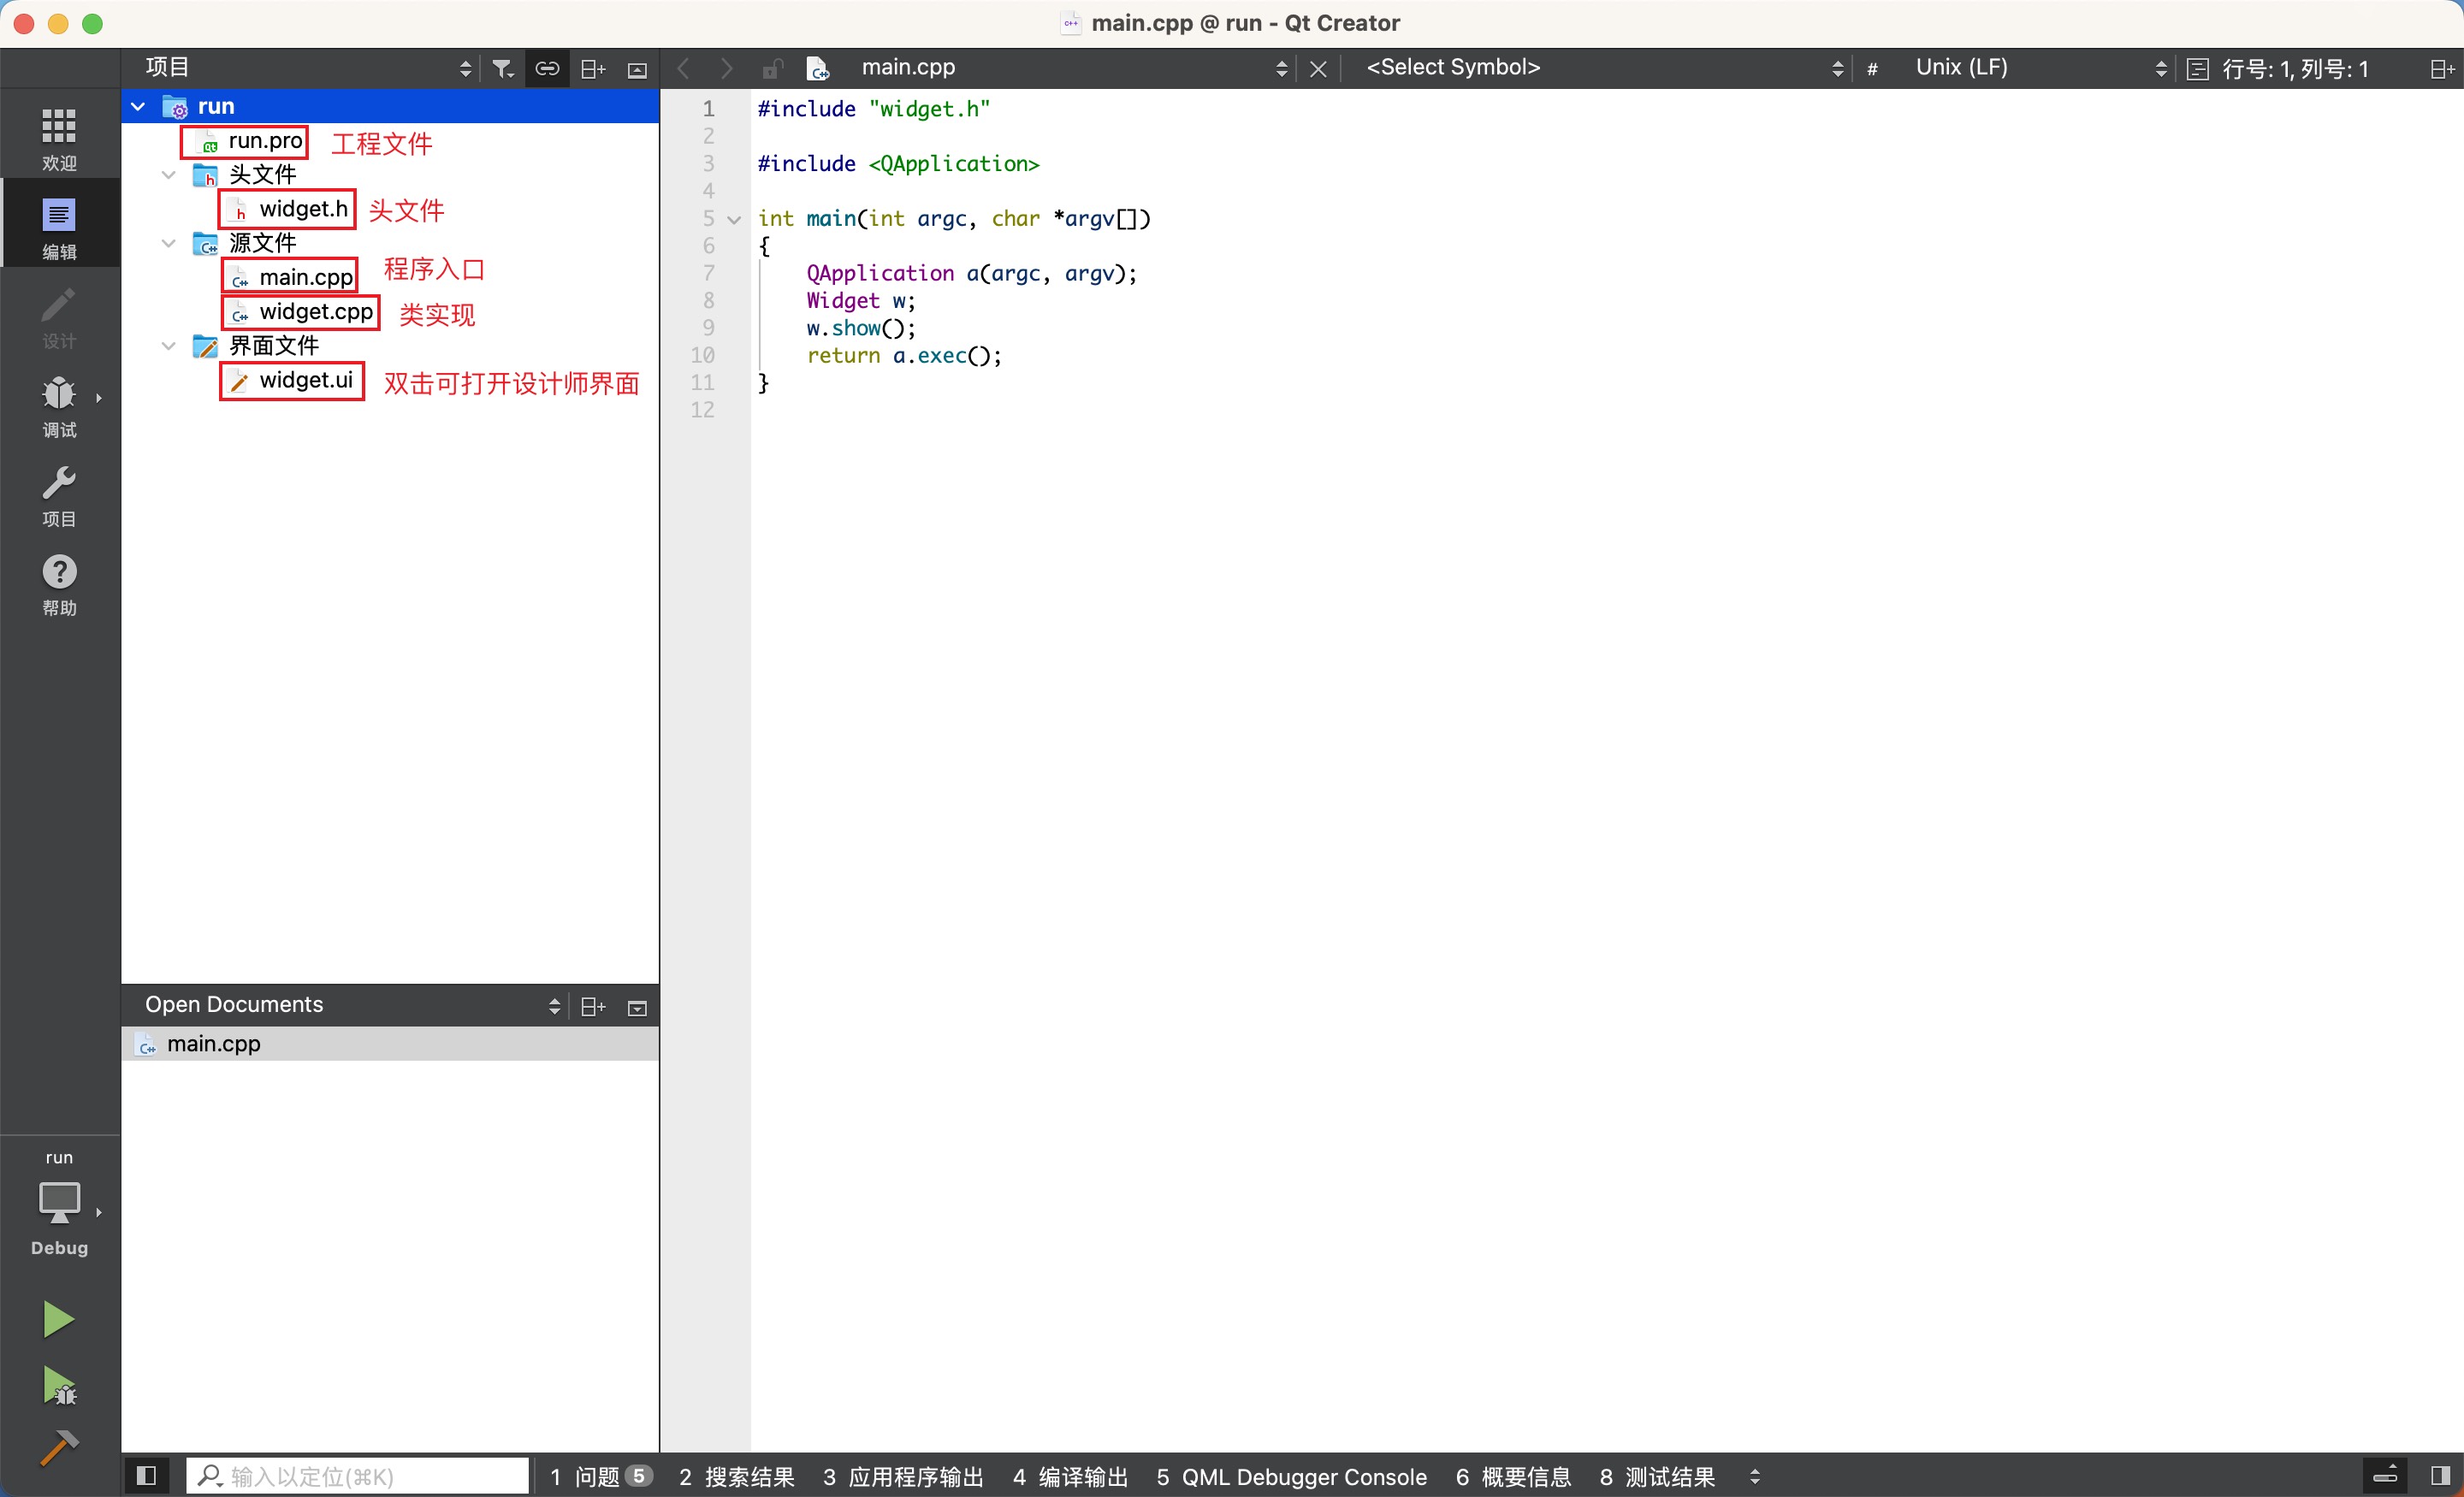 main.cpp @ run - Qt Creator
项目
main.cpp
<Select Symbol>
#
Unix (LF)
行号: 1, 列号: 1
欢迎
编辑
设计
调试
项目
帮助
run
run.pro 工程文件
头文件
widget.h 头文件
源文件
main.cpp 程序入口
widget.cpp 类实现
界面文件
widget.ui 双击可打开设计师界面
1 #include "widget.h"
2
3 #include <QApplication>
4
5 int main(int argc, char *argv[])
6 {
7     QApplication a(argc, argv);
8     Widget w;
9     w.show();
10     return a.exec();
11 }
12
Open Documents
main.cpp
run
Debug
输入以定位(⌘K)
1 问题 5
2 搜索结果
3 应用程序输出
4 编译输出
5 QML Debugger Console
6 概要信息
8 测试结果